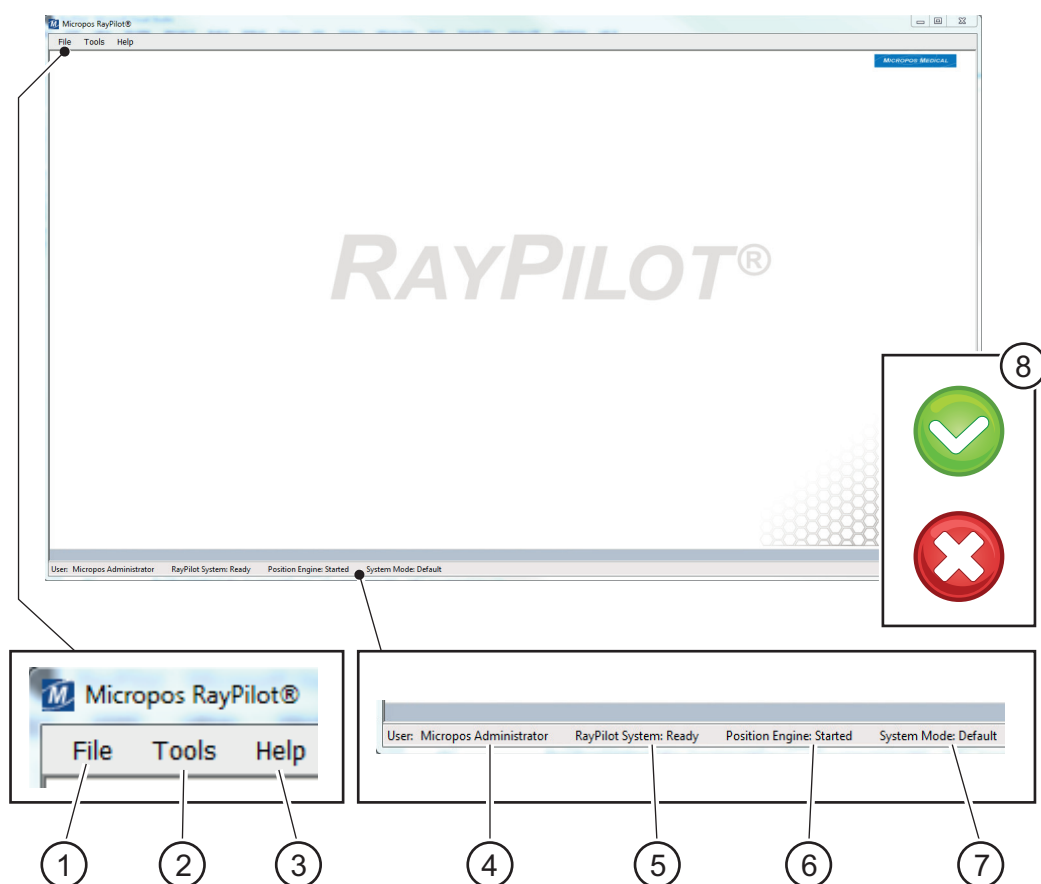 Micropos RayPilot®
File Tools Help
MICROPOS MEDICAL
RAYPILOT®
8
User: Micropos Administrator RayPilot System: Ready Position Engine: Started System Mode: Default
M Micropos RayPilot®
File Tools Help
User: Micropos Administrator RayPilot System: Ready Position Engine: Started System Mode: Default
1 2 3 4 5 6 7